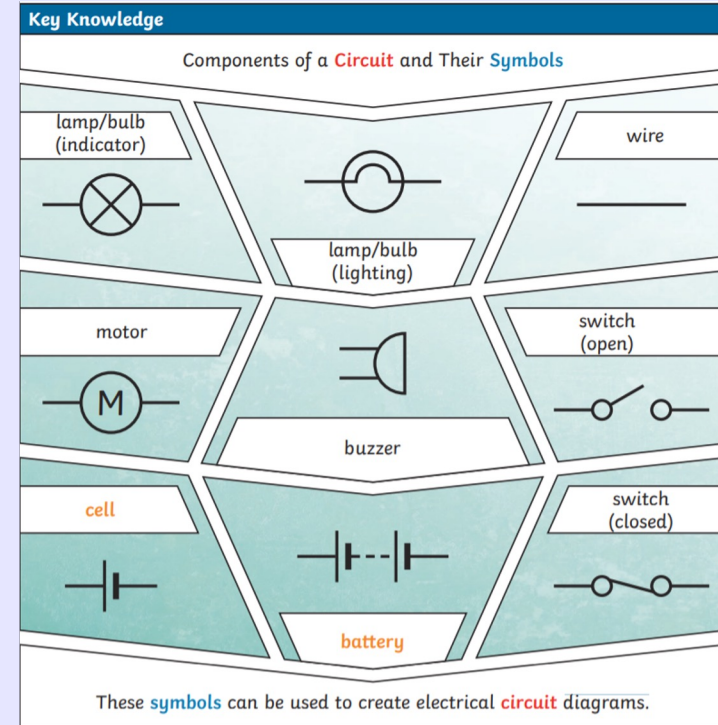 Key Knowledge
Components of a Circuit and Their Symbols
lamp/bulb
(indicator)
lamp/bulb
(lighting)
wire
motor
M
buzzer
switch
(open)
cell
battery
switch
(closed)
These symbols can be used to create electrical circuit diagrams.